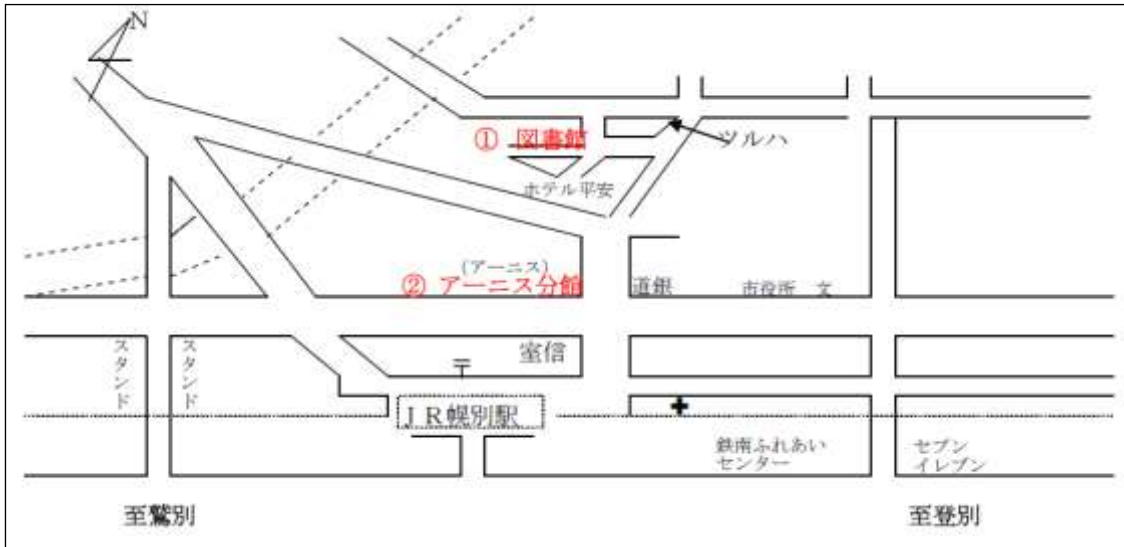 N
① 図書館
ツルハ
ホテル平安
(アーニス)
② アーニス分館
道銀
市役所 文
スタンド
スタンド
室信
〒
JR幌別駅
鉄南ふれあい
センター
セブン
イレブン
至鷲別
至登別